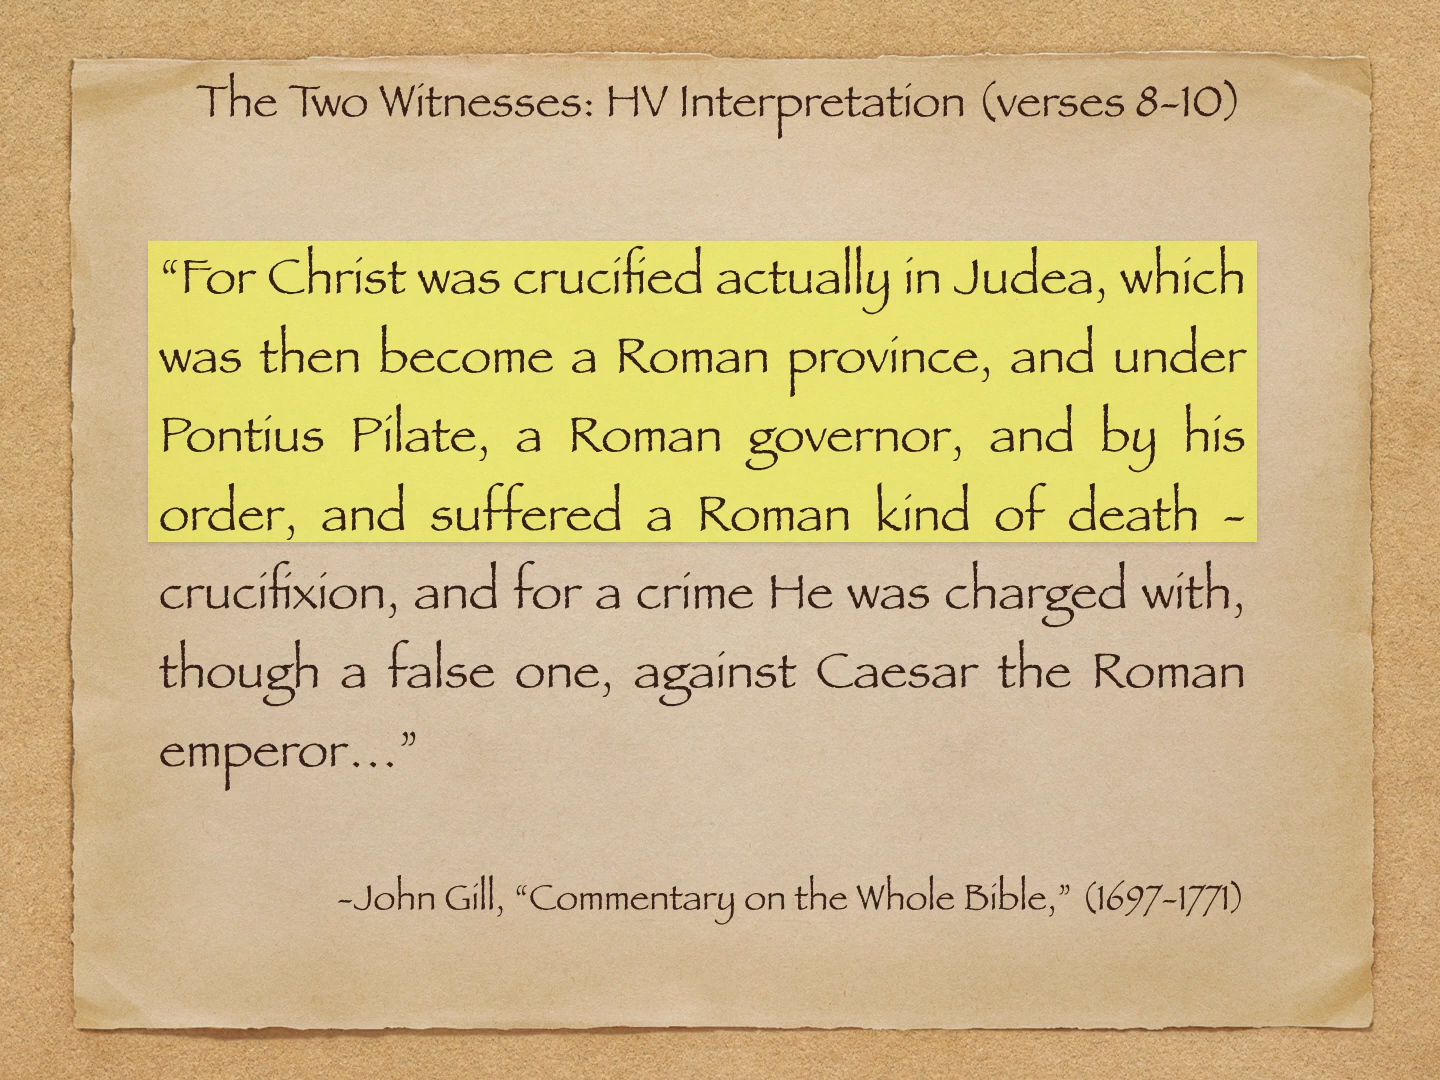 The Two Witnesses: HV Interpretation (verses 8-10)
“For Christ was crucified actually in Judea, which
was then become a Roman province, and under
Pontius Pilate, a Roman governor, and by his
order, and suffered a Roman kind of death -
crucifixion, and for a crime He was charged with,
though a false one, against Caesar the Roman
emperor…”
-John Gill, “Commentary on the Whole Bible,” (1697-1771)